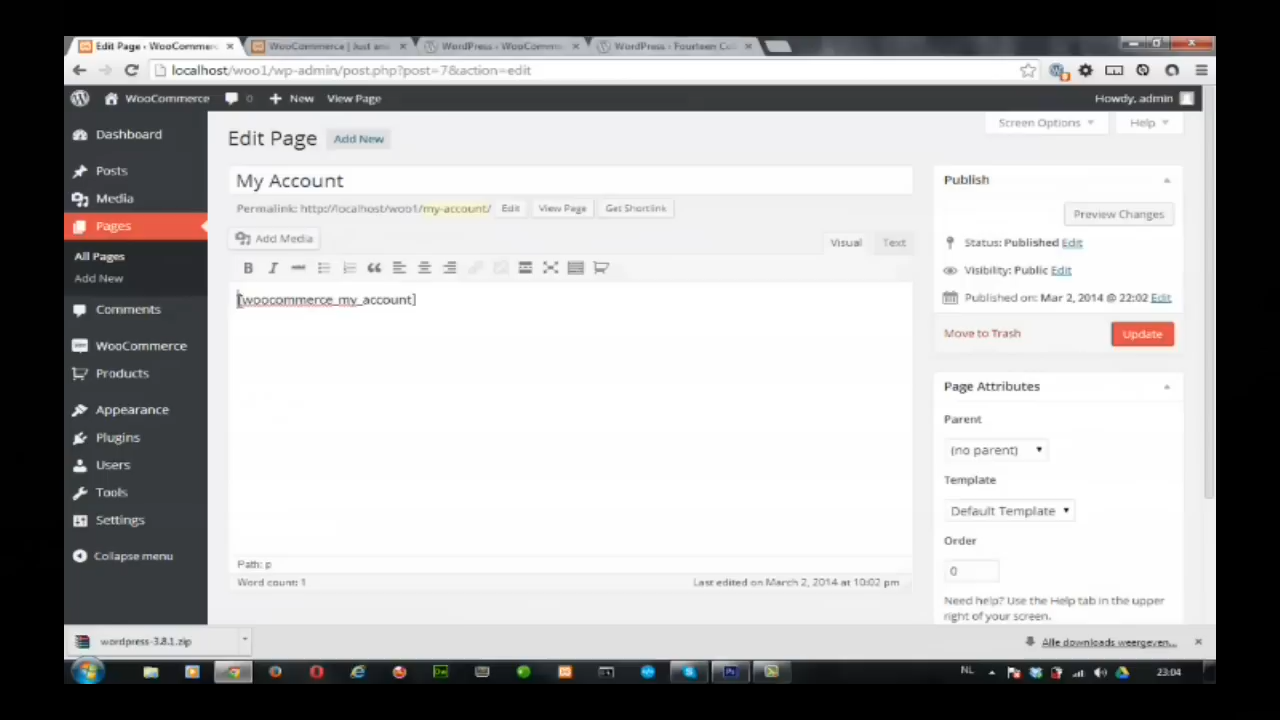 Edit Page ‹ WooComme
WooCommerce | Just an
WordPress › WooComm
WordPress › Fourteen Col
localhost/woo1/wp-admin/post.php?post=7&action=edit
WooCommerce
0
New
View Page
Howdy, admin
Dashboard
Posts
Media
Pages
All Pages
Add New
Comments
WooCommerce
Products
Appearance
Plugins
Users
Tools
Settings
Collapse menu
Screen Options
Help
Edit Page
Add New
My Account
Permalink: http://localhost/woo1/my-account/
Edit
View Page
Get Shortlink
Add Media
Visual
Text
B I
[woocommerce_my_account]
Path: p
Word count: 1
Last edited on March 2, 2014 at 10:02 pm
Publish
Preview Changes
Status: Published Edit
Visibility: Public Edit
Published on: Mar 2, 2014 @ 22:02 Edit
Move to Trash
Update
Page Attributes
Parent
(no parent)
Template
Default Template
Order
0
Need help? Use the Help tab in the upper
right of your screen.
wordpress-3.8.1.zip
Alle downloads weergeven...
NL
23:04